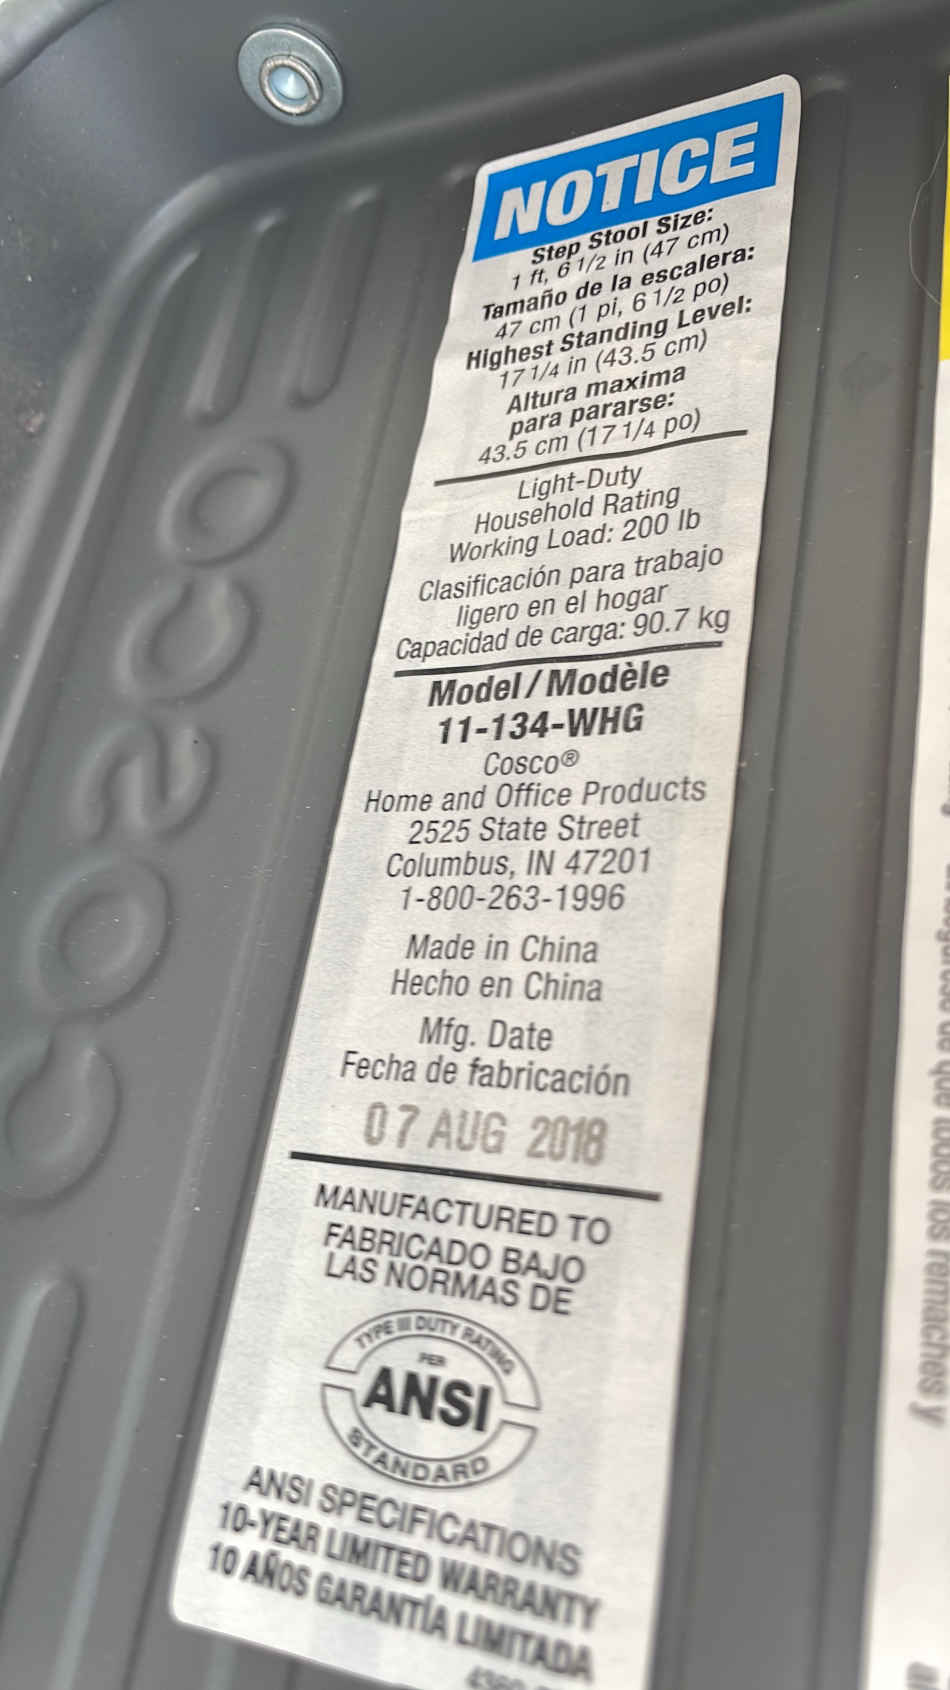 NOTICE
Step Stool Size:
1 ft, 6 1/2 in (47 cm)
Tamaño de la escalera:
47 cm (1 pi, 6 1/2 po)
Highest Standing Level:
17 1/4 in (43.5 cm)
Altura maxima
para pararse:
43.5 cm (17 1/4 po)
Light-Duty
Household Rating
Working Load: 200 lb
Clasificación para trabajo
ligero en el hogar
Capacidad de carga: 90.7 kg
Model / Modèle
11-134-WHG
Cosco®
Home and Office Products
2525 State Street
Columbus, IN 47201
1-800-263-1996
Made in China
Hecho en China
Mfg. Date
Fecha de fabricación
07 AUG 2018
MANUFACTURED TO
FABRICADO BAJO
LAS NORMAS DE
TYPE III DUTY RATING
PER
ANSI
STANDARD
ANSI SPECIFICATIONS
10-YEAR LIMITED WARRANTY
10 AÑOS GARANTÍA LIMITADA
COSCO
de que todos los remaches y